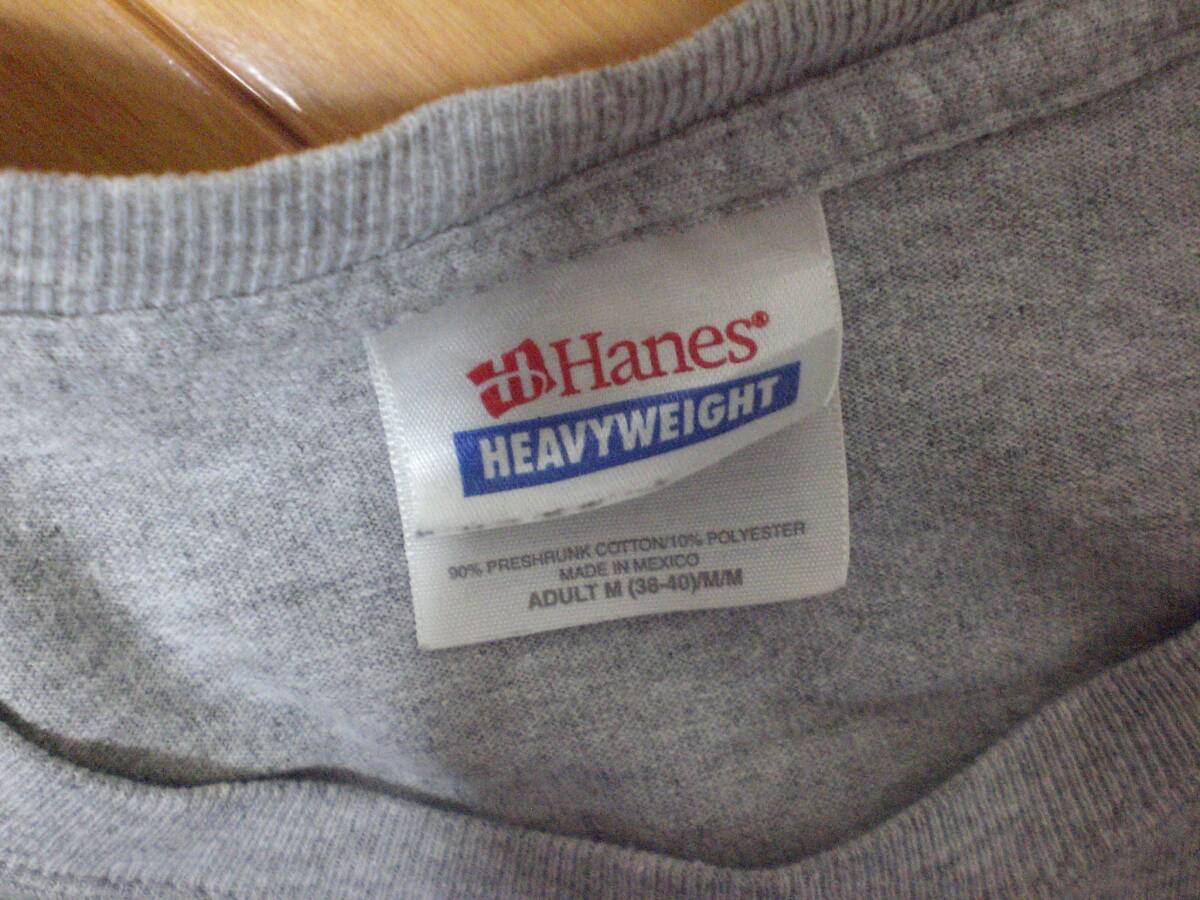 Hanes®
HEAVYWEIGHT
90% PRESHRUNK COTTON/10% POLYESTER
MADE IN MEXICO
ADULT M (38-40)/M/M